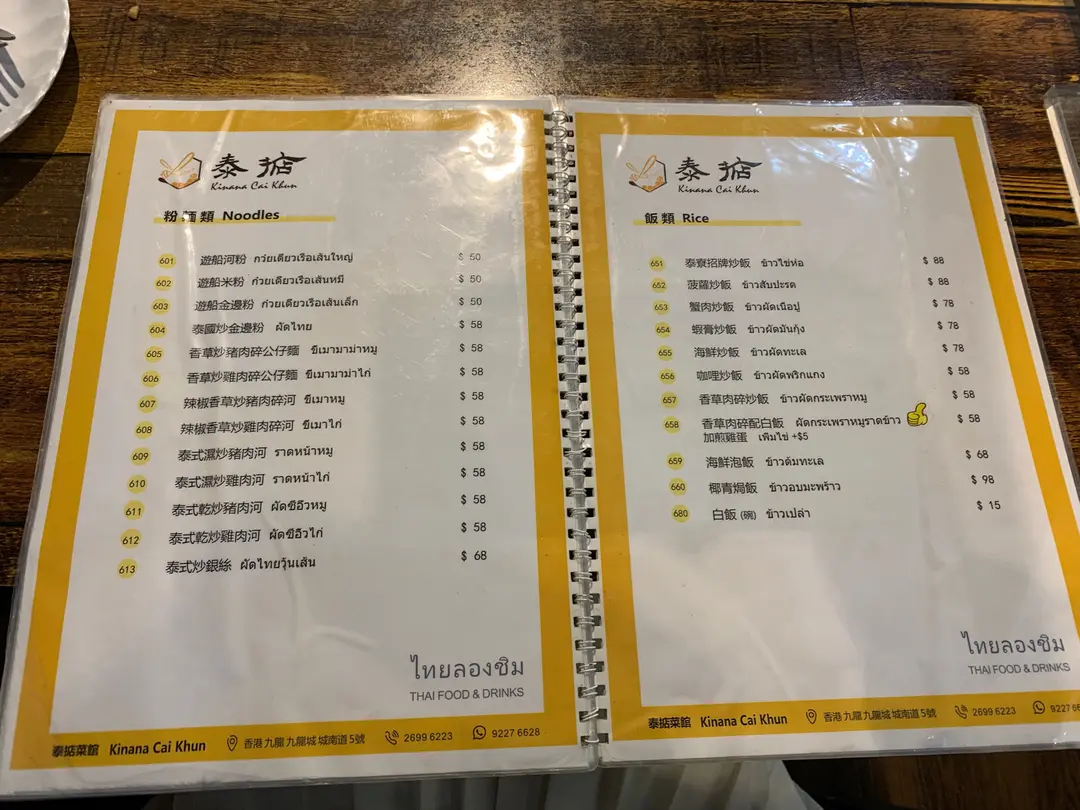 泰掂
Kinana Cai Khun
粉麵類 Noodles
601 遊船河粉 ก๋วยเตียวเรือเส้นใหญ่ $ 50
602 遊船米粉 ก๋วยเตียวเรือเส้นหมี่ $ 50
603 遊船金邊粉 ก๋วยเตียวเรือเส้นเล็ก $ 50
604 泰國炒金邊粉 ผัดไทย $ 58
605 香草炒豬肉碎公仔麵 ขี้เมามาม่าหมู $ 58
606 香草炒雞肉碎公仔麵 ขี้เมามาม่าไก่ $ 58
607 辣椒香草炒豬肉碎河 ขี้เมาหมู $ 58
608 辣椒香草炒雞肉碎河 ขี้เมาไก่ $ 58
609 泰式濕炒豬肉河 ราดหน้าหมู $ 58
610 泰式濕炒雞肉河 ราดหน้าไก่ $ 58
611 泰式乾炒豬肉河 ผัดซีอิ๊วหมู $ 58
612 泰式乾炒雞肉河 ผัดซีอิ๊วไก่ $ 58
613 泰式炒銀絲 ผัดไทยวุ้นเส้น $ 68
ไทยลองชิม
THAI FOOD & DRINKS
泰掂菜館 Kinana Cai Khun 香港九龍九龍城城南道5號 2699 6223 9227 6628
泰掂
Kinana Cai Khun
飯類 Rice
651 泰寮招牌炒飯 ข้าวไข่ห่อ $ 88
652 菠蘿炒飯 ข้าวสับปะรด $ 88
653 蟹肉炒飯 ข้าวผัดเนื้อปู $ 78
654 蝦膏炒飯 ข้าวผัดมันกุ้ง $ 78
655 海鮮炒飯 ข้าวผัดทะเล $ 78
656 咖喱炒飯 ข้าวผัดพริกแกง $ 58
657 香草肉碎炒飯 ข้าวผัดกระเพราหมู $ 58
658 香草肉碎配白飯 ผัดกระเพราหมูราดข้าว $ 58
加煎雞蛋 เพิ่มไข่ +$5
659 海鮮泡飯 ข้าวต้มทะเล $ 68
660 椰青焗飯 ข้าวอบมะพร้าว $ 98
680 白飯 (碗) ข้าวเปล่า $ 15
ไทยลองชิม
THAI FOOD & DRINKS
泰掂菜館 Kinana Cai Khun 香港九龍九龍城城南道5號 2699 6223 9227 66